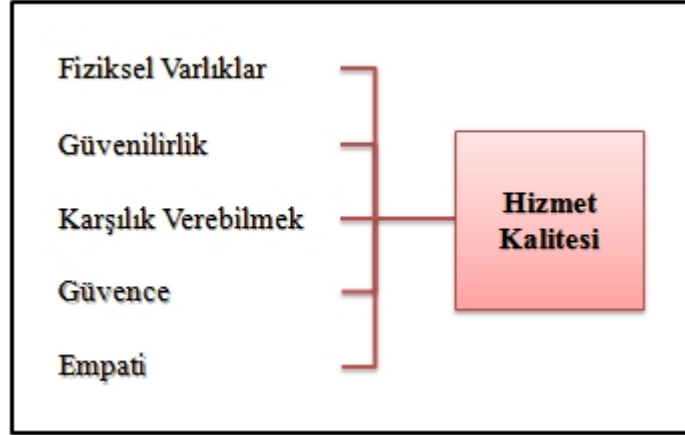 Fiziksel Varlıklar
Güvenilirlik
Karşılık Verebilmek
Güvence
Empati
Hizmet
Kalitesi